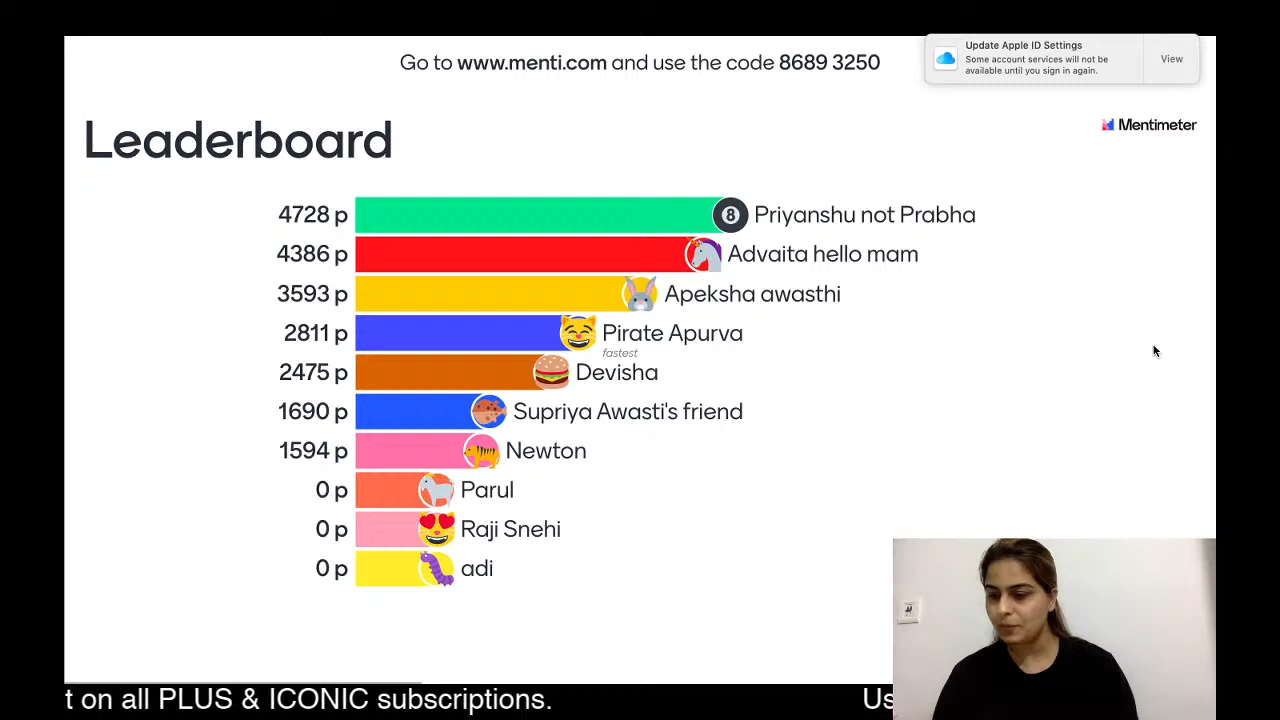 Go to www.menti.com and use the code 8689 3250
Update Apple ID Settings
Some account services will not be
available until you sign in again.
View
Mentimeter
Leaderboard
4728 p 8 Priyanshu not Prabha
4386 p Advaita hello mam
3593 p Apeksha awasthi
2811 p Pirate Apurva
fastest
2475 p Devisha
1690 p Supriya Awasti's friend
1594 p Newton
0 p Parul
0 p Raji Snehi
0 p adi
t on all PLUS & ICONIC subscriptions. Us